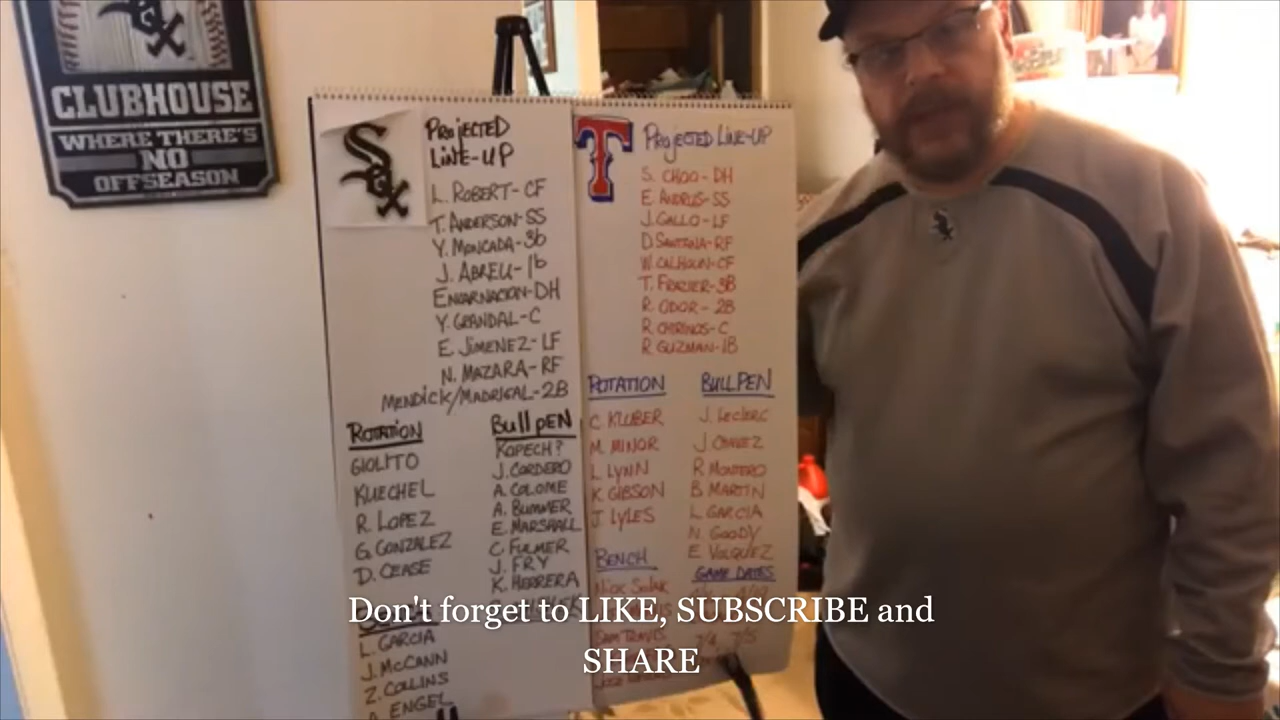 CLUBHOUSE
WHERE THERE'S
NO
OFFSEASON
Sox
PROJECTED
LINE-UP
L. ROBERT- CF
T. ANDERSON-SS
Y. MONCADA-3b
J. ABREU-1b
ENCARNACION-DH
Y. GRANDAL-C
E. JIMENEZ-LF
N. MAZARA-RF
MENDICK/MADRIGAL-2B
ROTATION
GIOLITO
KUECHEL
R. LOPEZ
G. GONZALEZ
D. CEASE
BullPEN
KOPECH?
J. CORDERO
A. COLOME
A. BUMMER
E. MARSHALL
C. FULMER
J. FRY
K. HERRERA
L. GARCIA
J. McCANN
Z. COLLINS
A. ENGEL
T
PROJECTED LINE-UP
S. CHOO-DH
E. ANDRUS-SS
J. GALLO-LF
D. SANTANA-RF
W. CALHOUN-CF
T. FRAZIER-3B
R. ODOR-2B
R. CHIRINOS-C
R. GUZMAN-1B
ROTATION
C KLUBER
M. MINOR
L. LYNN
K. GIBSON
J. LYLES
BULLPEN
J. LECLERC
J. CHAVEZ
R. MONTERO
B. MARTIN
L. GARCIA
N. GOODY
E. VOLQUEZ
BENCH
GAME DATES
Don't forget to LIKE, SUBSCRIBE and
SHARE